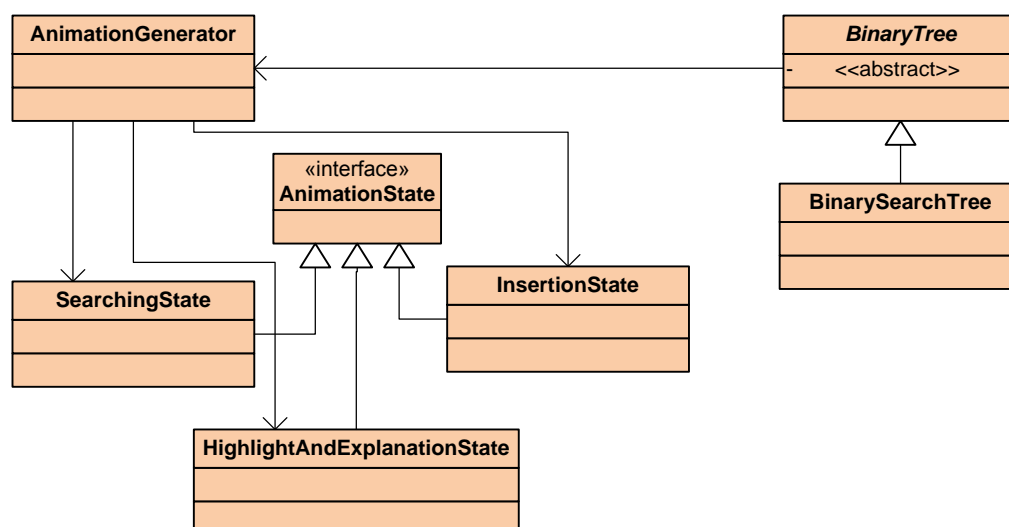 AnimationGenerator
BinaryTree
- <<abstract>>
«interface»
AnimationState
BinarySearchTree
SearchingState
InsertionState
HighlightAndExplanationState